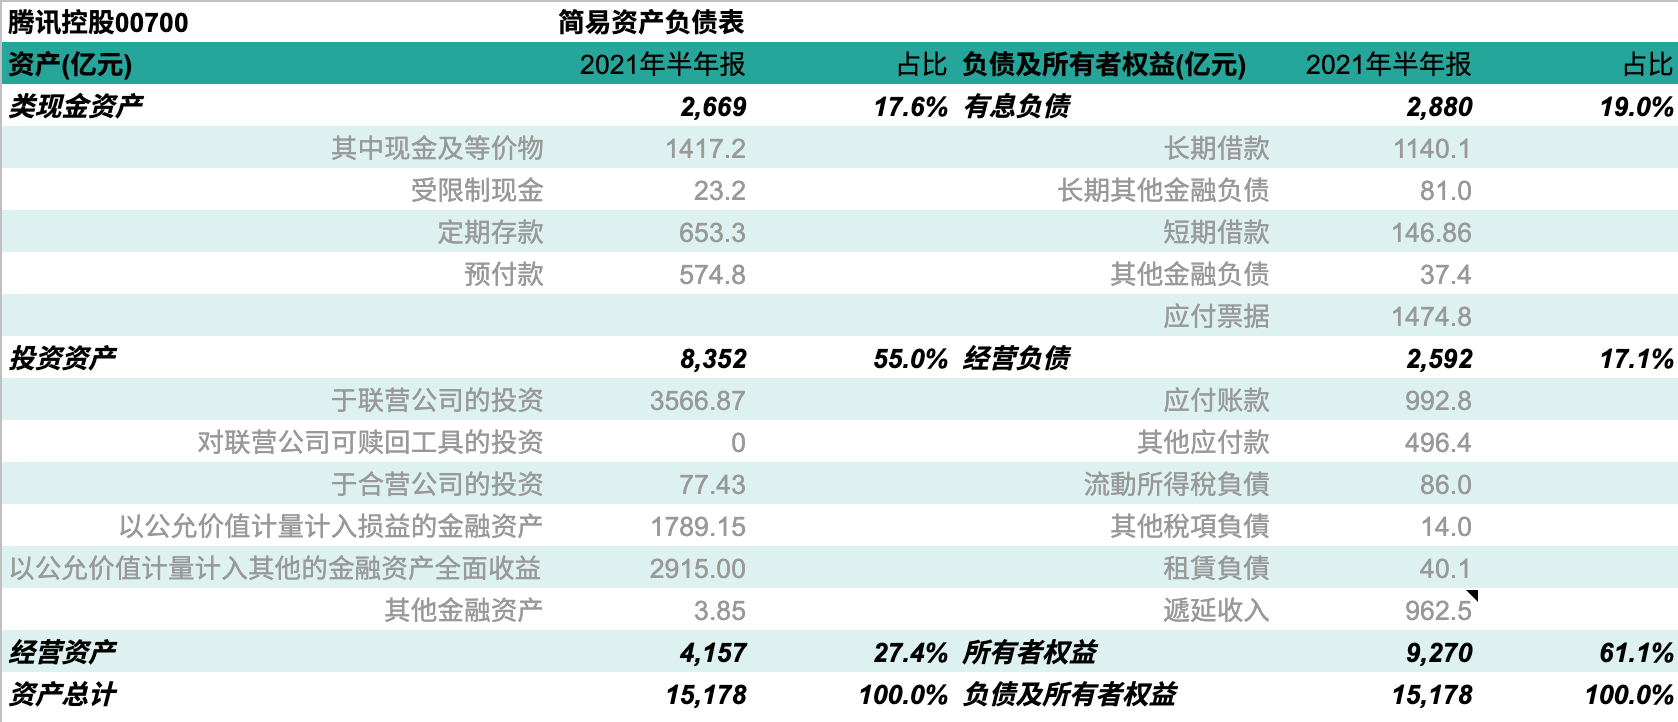 腾讯控股00700 简易资产负债表
资产(亿元) 2021年半年报 占比 负债及所有者权益(亿元) 2021年半年报 占比
类现金资产 2,669 17.6% 有息负债 2,880 19.0%
其中现金及等价物 1417.2 长期借款 1140.1
受限制现金 23.2 长期其他金融负债 81.0
定期存款 653.3 短期借款 146.86
预付款 574.8 其他金融负债 37.4
应付票据 1474.8
投资资产 8,352 55.0% 经营负债 2,592 17.1%
于联营公司的投资 3566.87 应付账款 992.8
对联营公司可赎回工具的投资 0 其他应付款 496.4
于合营公司的投资 77.43 流動所得稅負債 86.0
以公允价值计量计入损益的金融资产 1789.15 其他稅項負債 14.0
以公允价值计量计入其他的金融资产全面收益 2915.00 租賃負債 40.1
其他金融资产 3.85 遞延收入 962.5
经营资产 4,157 27.4% 所有者权益 9,270 61.1%
资产总计 15,178 100.0% 负债及所有者权益 15,178 100.0%